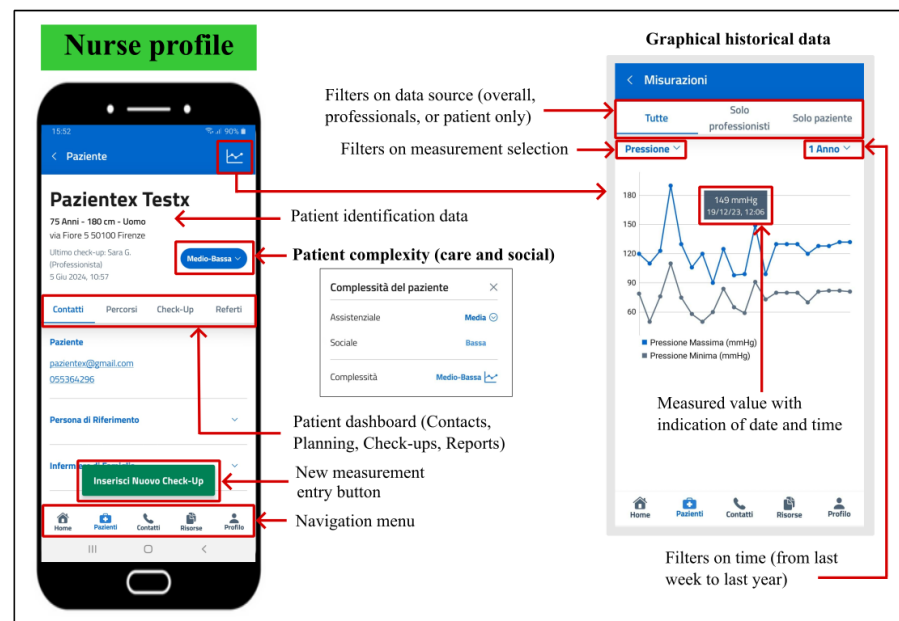 Nurse profile
15:52
90%
Paziente
Pazientex Testx
75 Anni - 180 cm - Uomo
via Fiore 5 50100 Firenze
Ultimo check-up: Sara G.
(Professionista)
5 Giu 2024, 10:57
Medio-Bassa
Contatti Percorsi Check-Up Referti
Paziente
pazientex@gmail.com
055364296
Persona di Riferimento
Infermiere di Famiglia
Inserisci Nuovo Check-Up
Home Pazienti Contatti Risorse Profilo
Filters on data source (overall,
professionals, or patient only)
Filters on measurement selection
Patient identification data
Patient complexity (care and social)
Complessità del paziente
Assistenziale Media
Sociale Bassa
Complessità Medio-Bassa
Patient dashboard (Contacts,
Planning, Check-ups, Reports)
New measurement
entry button
Navigation menu
Graphical historical data
Misurazioni
Tutte
Solo
professionisti
Solo paziente
Pressione
1 Anno
180
150
120
90
60
149 mmHg
19/12/23, 12:06
Pressione Massima (mmHg)
Pressione Minima (mmHg)
Measured value with
indication of date and time
Home Pazienti Contatti Risorse Profilo
Filters on time (from last
week to last year)